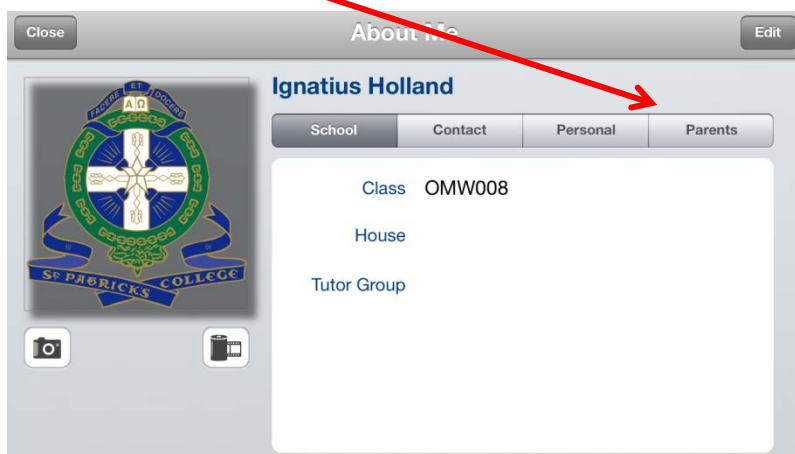 Close
About Me
Edit
FACERE ET DOCERE
Α Ω
ST PATRICK'S COLLEGE
Ignatius Holland
School Contact Personal Parents
Class OMW008
House
Tutor Group